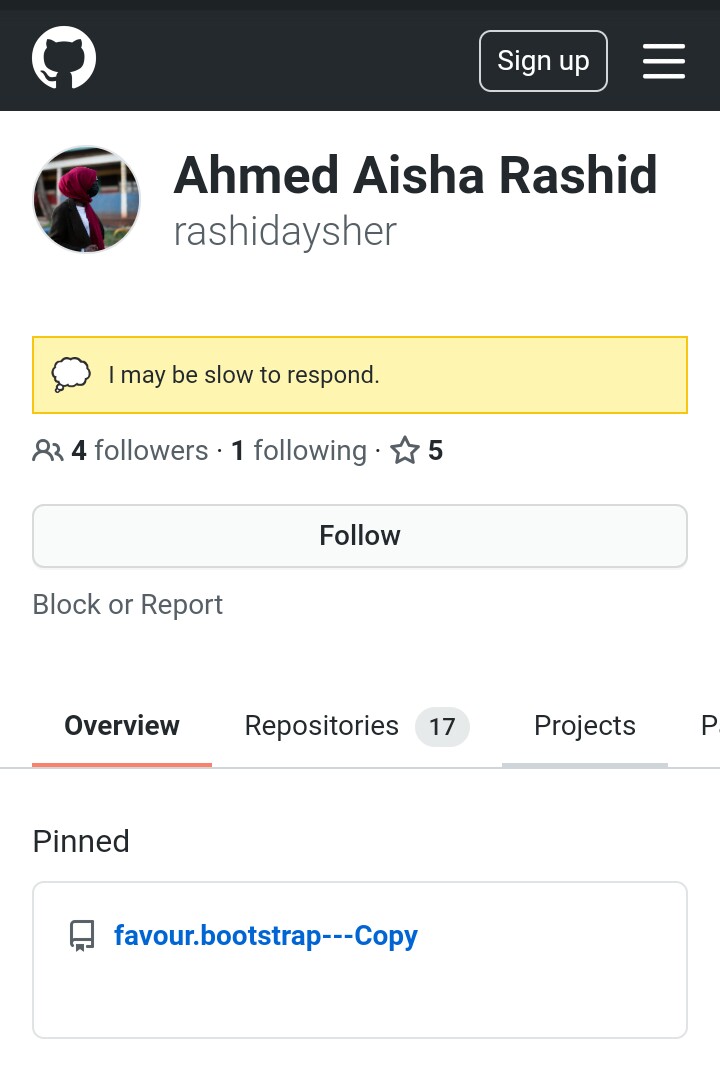 Sign up
Ahmed Aisha Rashid
rashidaysher
I may be slow to respond.
4 followers · 1 following · 5
Follow
Block or Report
Overview Repositories 17 Projects
Pinned
favour.bootstrap---Copy